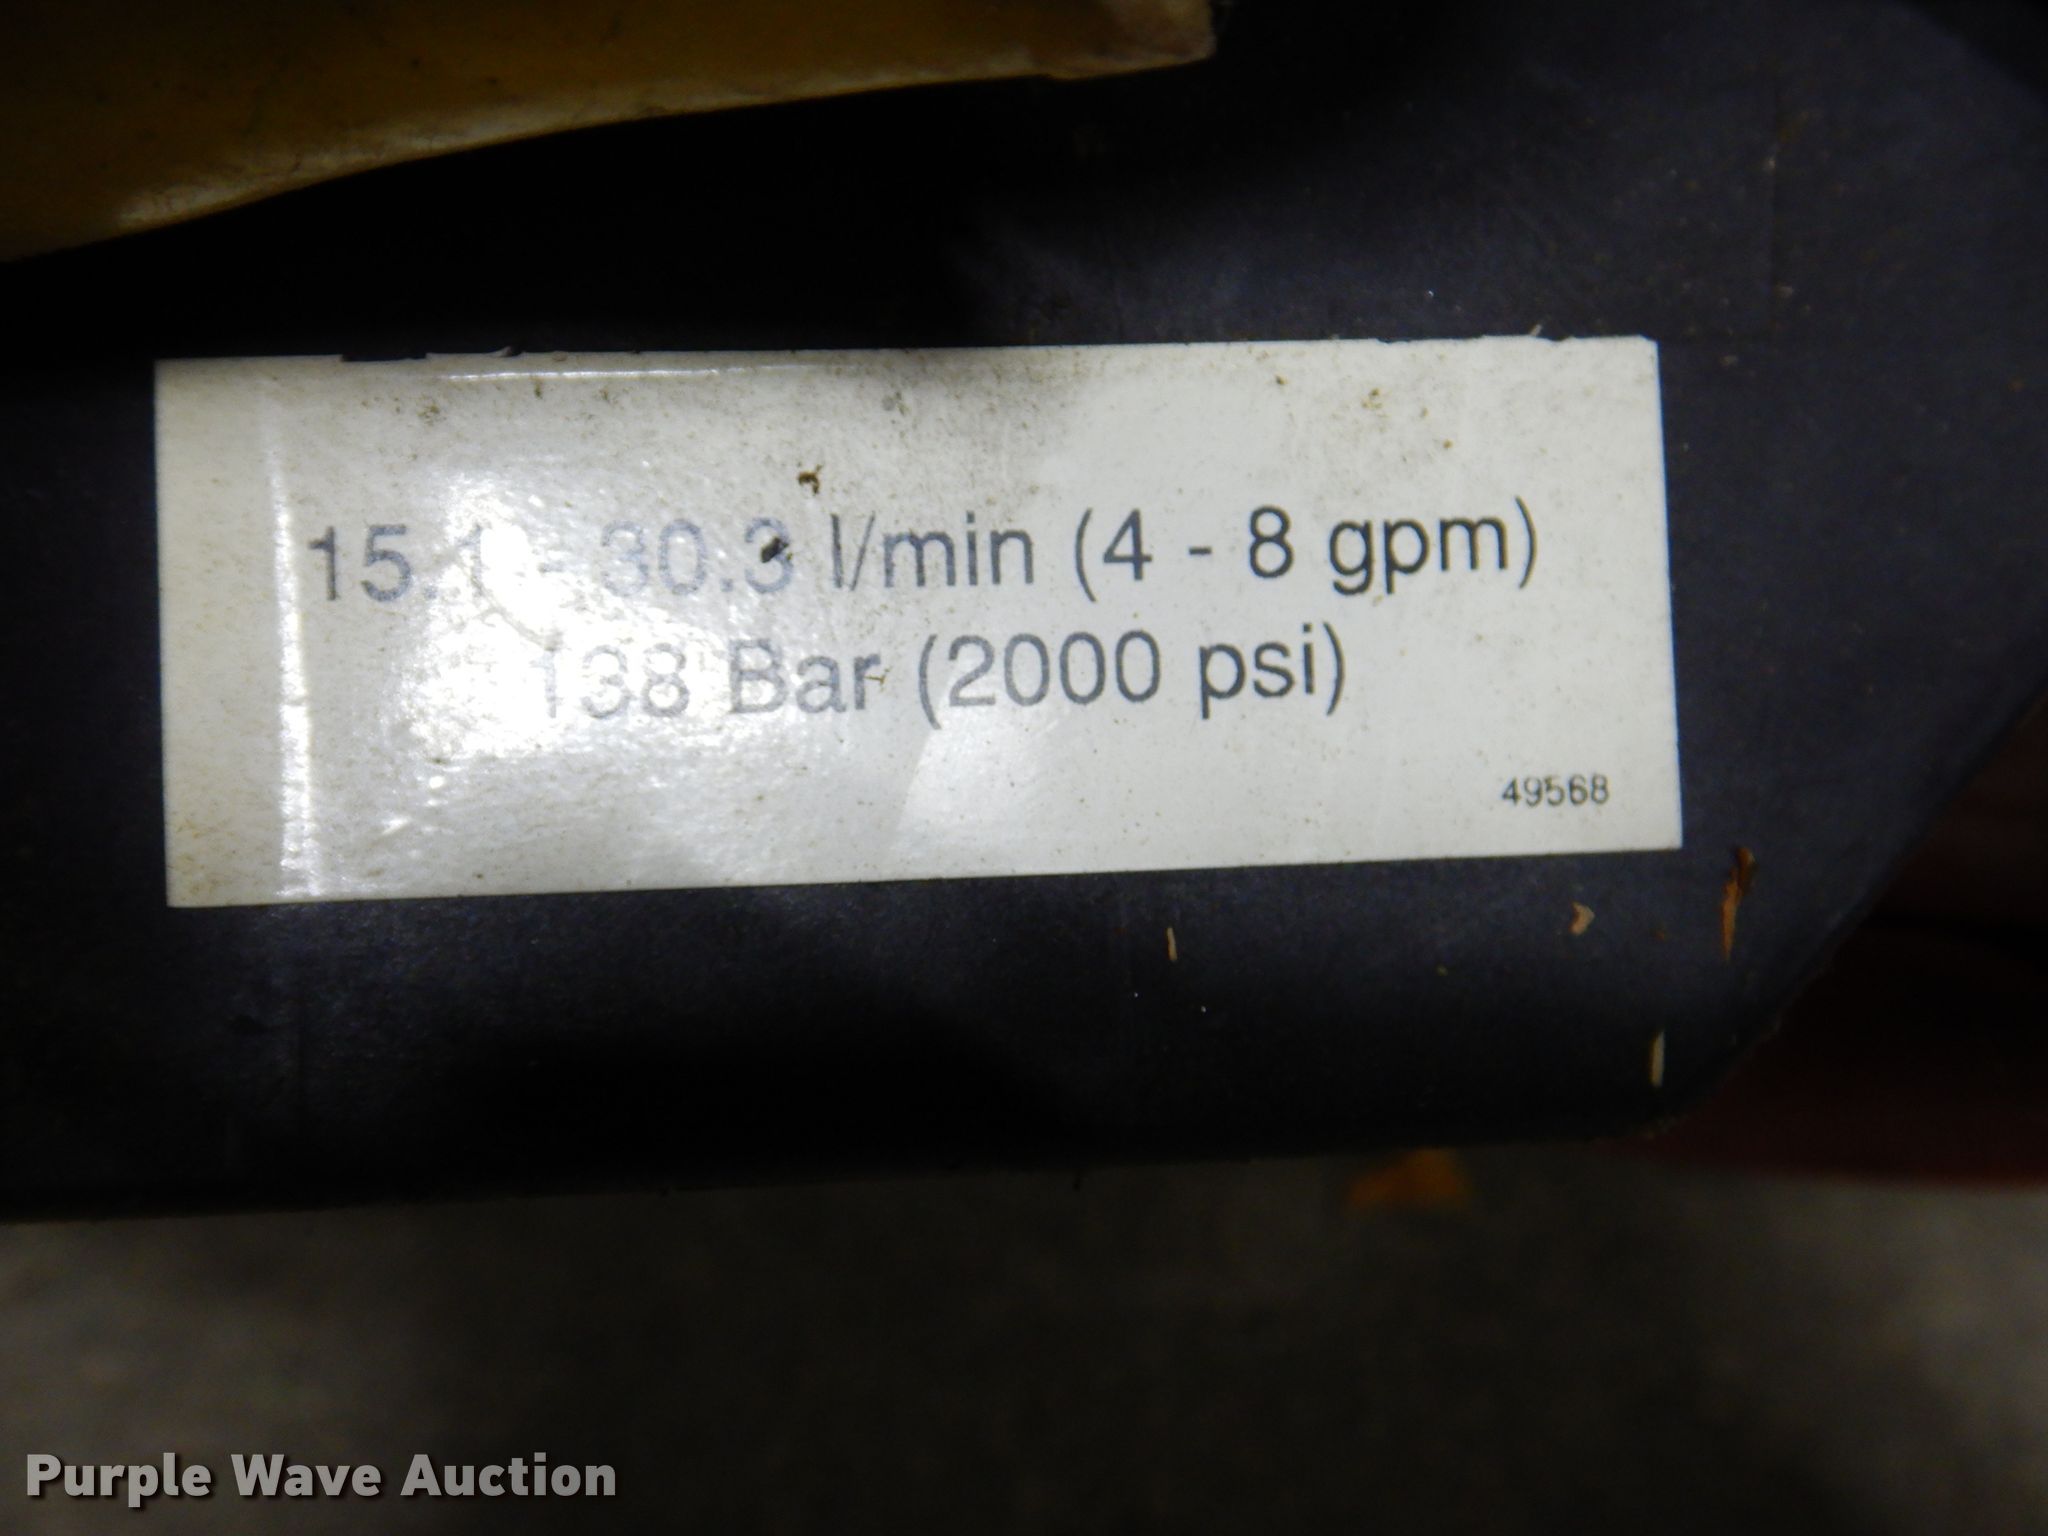 15.1 - 30.3 l/min (4 - 8 gpm)
138 Bar (2000 psi)
49568
Purple Wave Auction